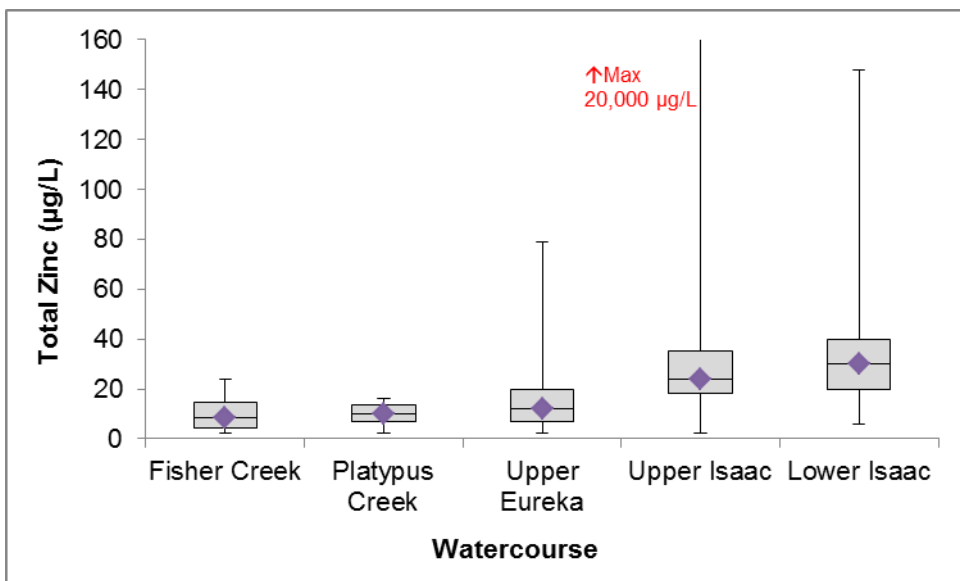 160
140
120
100
80
60
40
20
0
Total Zinc (µg/L)
↑Max
20,000 µg/L
Fisher Creek
Platypus
Creek
Upper
Eureka
Upper Isaac
Lower Isaac
Watercourse